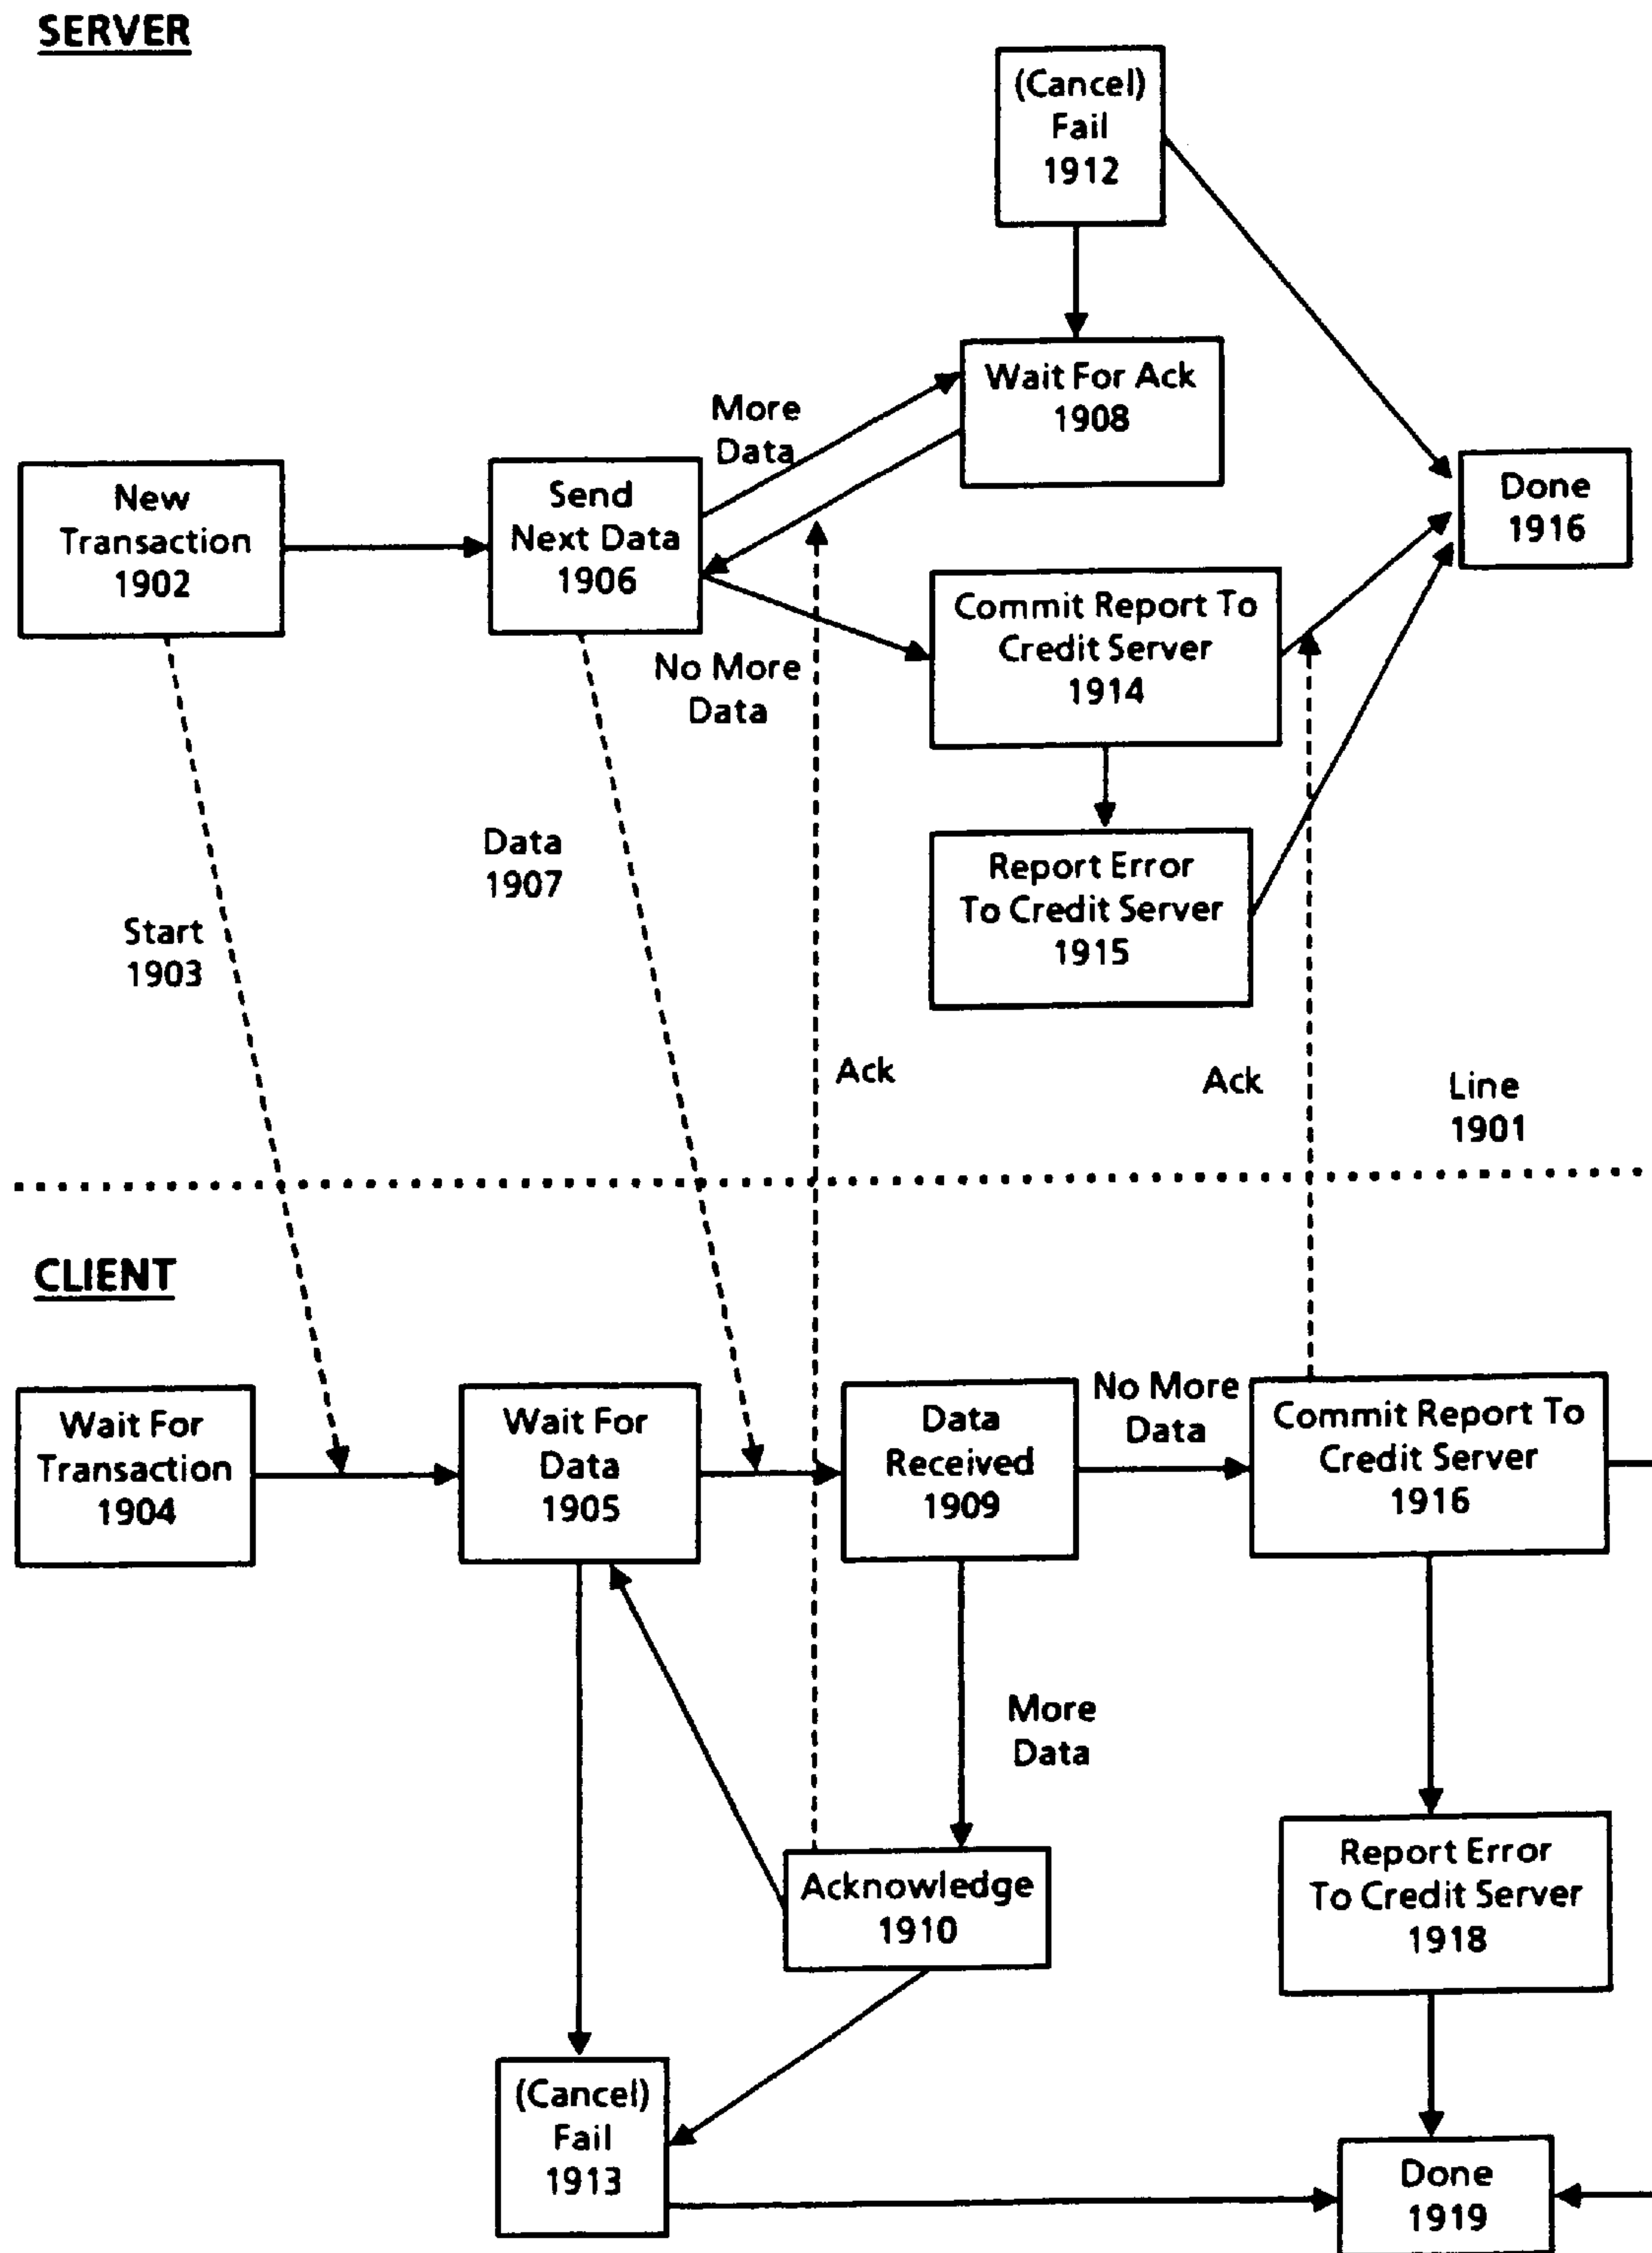 SERVER
(Cancel)
Fail
1912
More
Data
Wait For Ack
1908
New
Transaction
1902
Send
Next Data
1906
Done
1916
No More
Data
Commit Report To
Credit Server
1914
Data
1907
Report Error
To Credit Server
1915
Start
1903
Ack
Ack
Line
1901
CLIENT
Wait For
Transaction
1904
Wait For
Data
1905
Data
Received
1909
No More
Data
Commit Report To
Credit Server
1916
More
Data
Acknowledge
1910
Report Error
To Credit Server
1918
(Cancel)
Fail
1913
Done
1919